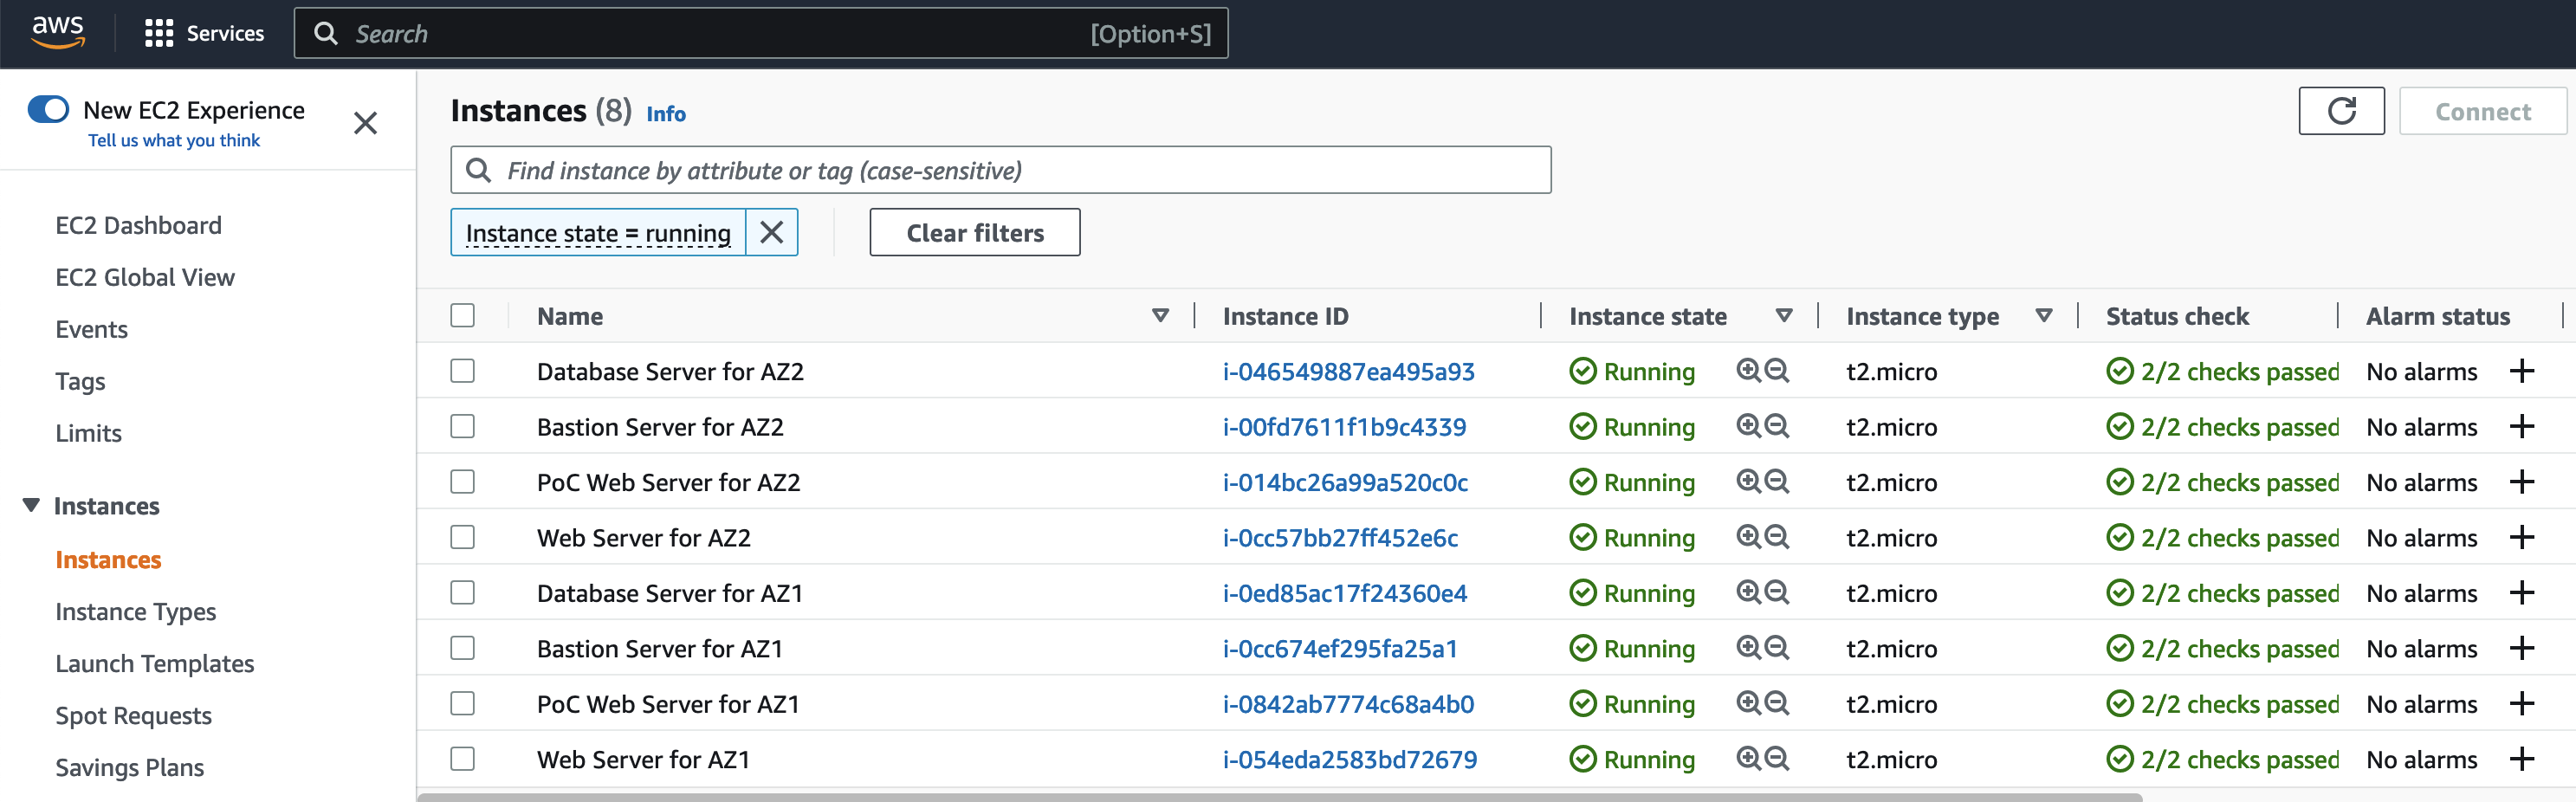 aws Services Search [Option+S]
New EC2 Experience
Tell us what you think
EC2 Dashboard
EC2 Global View
Events
Tags
Limits
Instances
Instances
Instance Types
Launch Templates
Spot Requests
Savings Plans
Instances (8) Info
Connect
Find instance by attribute or tag (case-sensitive)
Instance state = running
Clear filters
Name Instance ID Instance state Instance type Status check Alarm status
Database Server for AZ2 i-046549887ea495a93 Running t2.micro 2/2 checks passed No alarms
Bastion Server for AZ2 i-00fd7611f1b9c4339 Running t2.micro 2/2 checks passed No alarms
PoC Web Server for AZ2 i-014bc26a99a520c0c Running t2.micro 2/2 checks passed No alarms
Web Server for AZ2 i-0cc57bb27ff452e6c Running t2.micro 2/2 checks passed No alarms
Database Server for AZ1 i-0ed85ac17f24360e4 Running t2.micro 2/2 checks passed No alarms
Bastion Server for AZ1 i-0cc674ef295fa25a1 Running t2.micro 2/2 checks passed No alarms
PoC Web Server for AZ1 i-0842ab7774c68a4b0 Running t2.micro 2/2 checks passed No alarms
Web Server for AZ1 i-054eda2583bd72679 Running t2.micro 2/2 checks passed No alarms